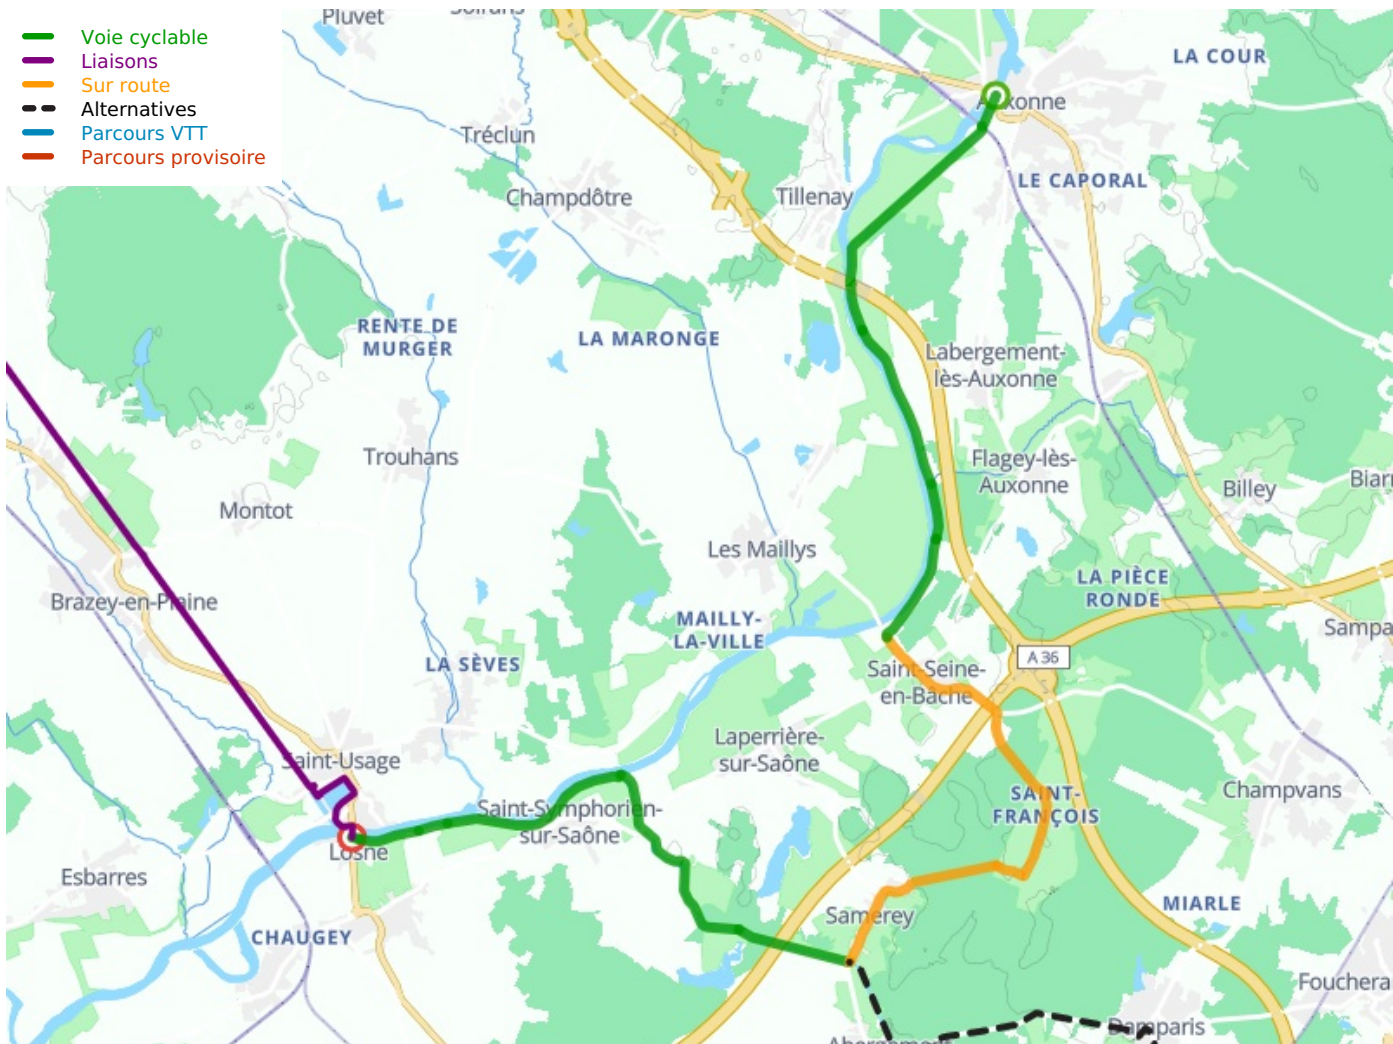 Voie cyclable
Liaisons
Sur route
Alternatives
Parcours VTT
Parcours provisoire
Pluvet
LA COUR
Tréclun
LE CAPORAL
Champdôtre
Tillenay
RENTE DE
MURGER
LA MARONGE
Labergement-
lès-Auxonne
Trouhans
Flagey-lès-
Auxonne
Billey
Montot
Les Maillys
LA PIÈCE
RONDE
Brazey-en-Plaine
MAILLY-
LA-VILLE
Sampa
A 36
LA SÈVES
Saint-Seine-
en-Bâche
Laperrière-
sur-Saône
Saint-Usage
SAINT-
FRANÇOIS
Champvans
Saint-Symphorien-
sur-Saône
Losne
Esbarres
Samerey
MIARLE
CHAUGEY
Fouchera
Damparis